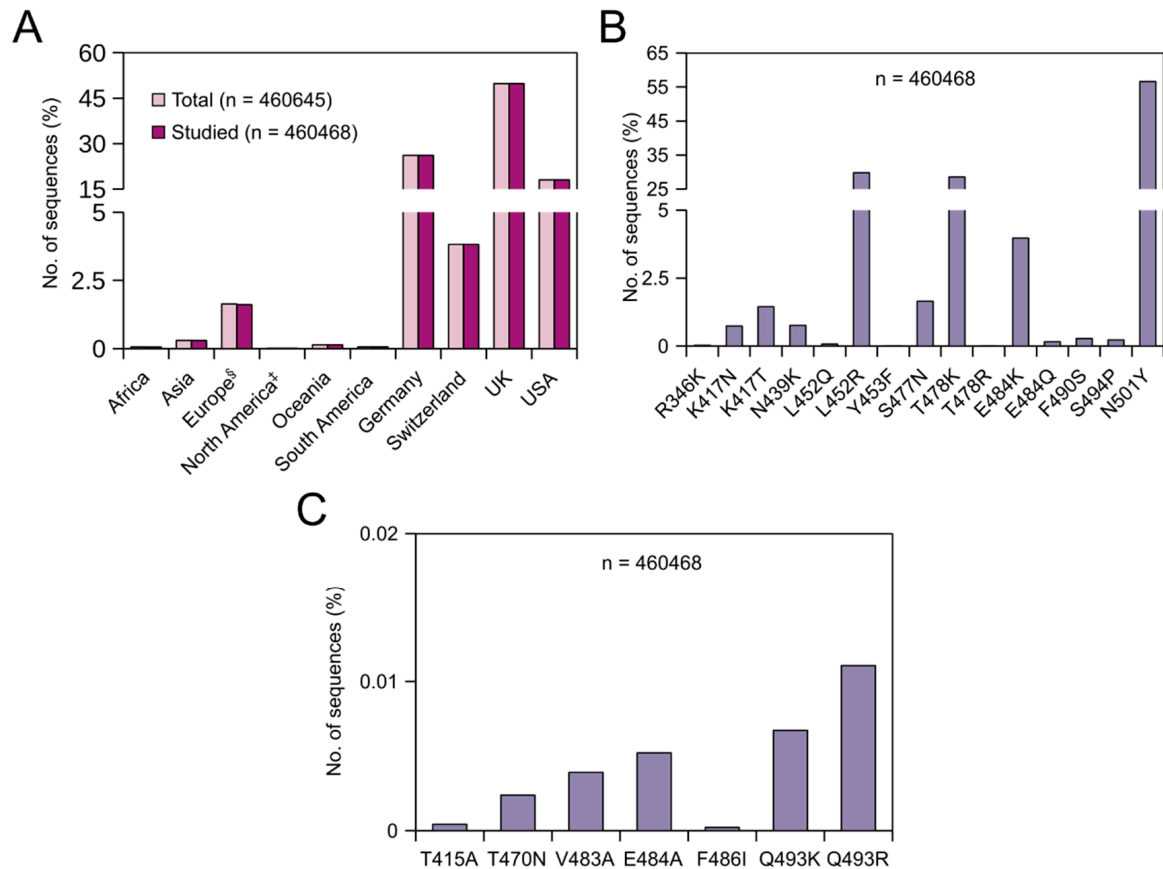 A
No. of sequences (%)
60
45
30
15
5
2.5
0
Total (n = 460645)
Studied (n = 460468)
Africa
Asia
Europe§
North America‡
Oceania
South America
Germany
Switzerland
UK
USA
B
No. of sequences (%)
65
55
45
35
25
5
2.5
0
n = 460468
R346K
K417N
K417T
N439K
L452Q
L452R
Y453F
S477N
T478K
T478R
E484K
E484Q
F490S
S494P
N501Y
C
No. of sequences (%)
0.02
0.01
0
n = 460468
T415A
T470N
V483A
E484A
F486I
Q493K
Q493R